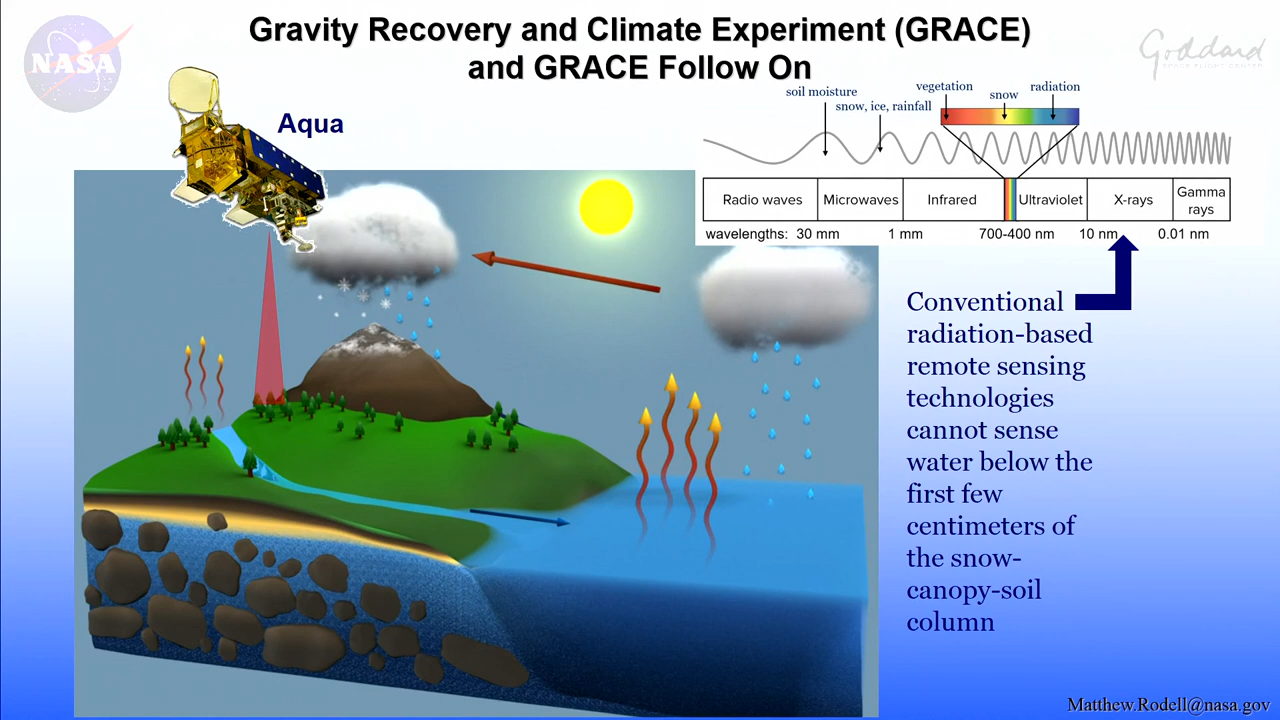 Gravity Recovery and Climate Experiment (GRACE)
and GRACE Follow On
NASA
Goddard
SPACE FLIGHT CENTER
Aqua
soil moisture
snow, ice, rainfall
vegetation
snow
radiation
Radio waves
Microwaves
Infrared
Ultraviolet
X-rays
Gamma
rays
wavelengths: 30 mm 1 mm 700-400 nm 10 nm 0.01 nm
Conventional
radiation-based
remote sensing
technologies
cannot sense
water below the
first few
centimeters of
the snow-
canopy-soil
column
Matthew.Rodell@nasa.gov